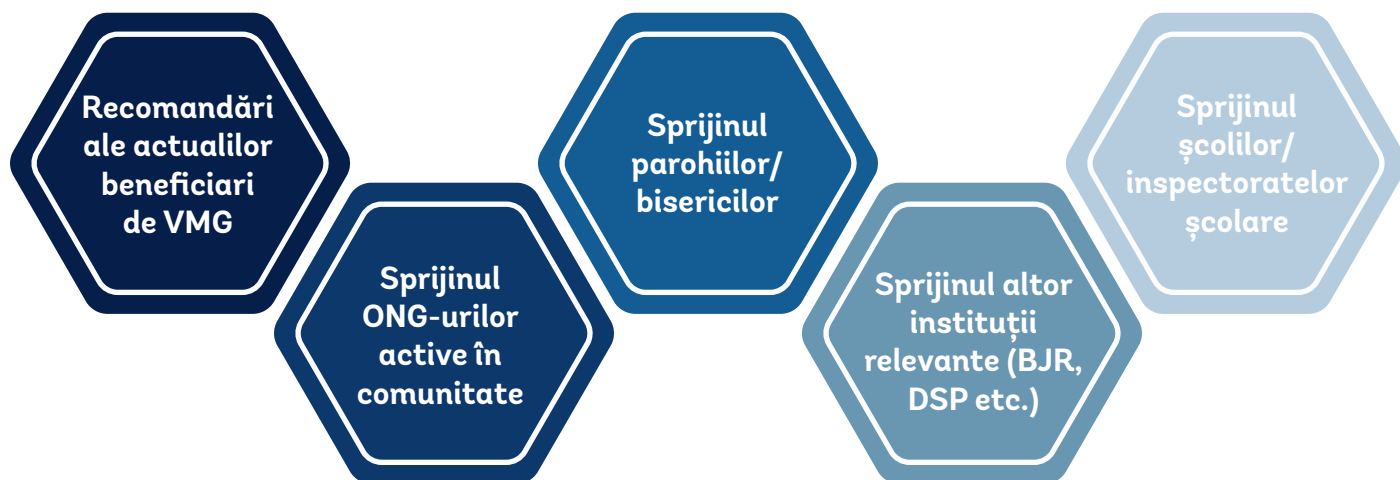 Recomandări
ale actualilor
beneficiari
de VMG
Sprijinul
ONG-urilor
active în
comunitate
Sprijinul
parohiilor/
bisericilor
Sprijinul altor
instituții
relevante (BJR,
DSP etc.)
Sprijinul
școlilor/
inspectoratelor
școlare